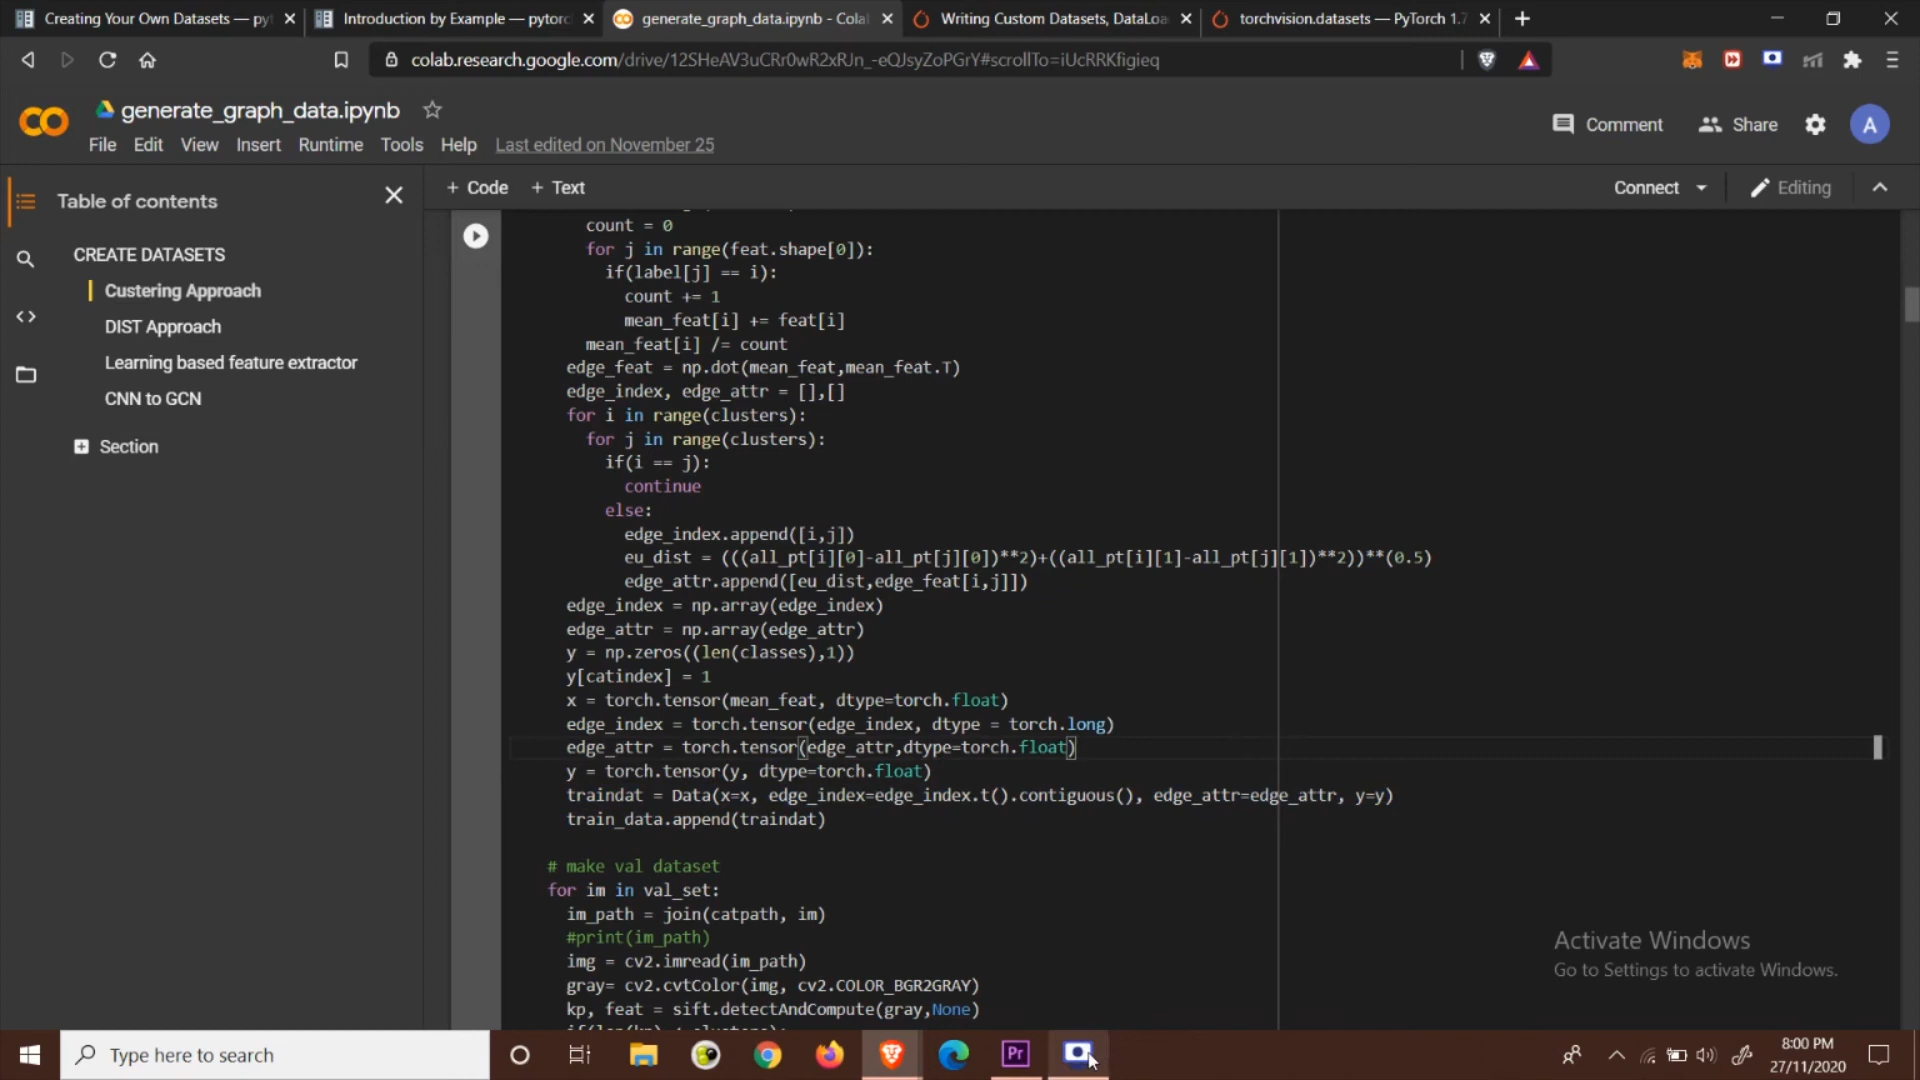 Creating Your Own Datasets — py
Introduction by Example — pytorc
generate_graph_data.ipynb - Cola
Writing Custom Datasets, DataLoa
torchvision.datasets — PyTorch 1.7
colab.research.google.com/drive/12SHeAV3uCRr0wR2xRJn_-eQJsyZoPGrY#scrollTo=iUcRRKfigieq
generate_graph_data.ipynb
Comment
Share
A
File Edit View Insert Runtime Tools Help Last edited on November 25
Table of contents
+ Code + Text
Connect
Editing
CREATE DATASETS
Custering Approach
DIST Approach
Learning based feature extractor
CNN to GCN
Section
count = 0
for j in range(feat.shape[0]):
if(label[j] == i):
count += 1
mean_feat[i] += feat[i]
mean_feat[i] /= count
edge_feat = np.dot(mean_feat,mean_feat.T)
edge_index, edge_attr = [],[]
for i in range(clusters):
for j in range(clusters):
if(i == j):
continue
else:
edge_index.append([i,j])
eu_dist = (((all_pt[i][0]-all_pt[j][0])**2)+((all_pt[i][1]-all_pt[j][1])**2))**(0.5)
edge_attr.append([eu_dist,edge_feat[i,j]])
edge_index = np.array(edge_index)
edge_attr = np.array(edge_attr)
y = np.zeros((len(classes),1))
y[catindex] = 1
x = torch.tensor(mean_feat, dtype=torch.float)
edge_index = torch.tensor(edge_index, dtype = torch.long)
edge_attr = torch.tensor(edge_attr,dtype=torch.float)
y = torch.tensor(y, dtype=torch.float)
traindat = Data(x=x, edge_index=edge_index.t().contiguous(), edge_attr=edge_attr, y=y)
train_data.append(traindat)
# make val dataset
for im in val_set:
im_path = join(catpath, im)
#print(im_path)
img = cv2.imread(im_path)
gray= cv2.cvtColor(img, cv2.COLOR_BGR2GRAY)
kp, feat = sift.detectAndCompute(gray,None)
Activate Windows
Go to Settings to activate Windows.
Type here to search
Pr
8:00 PM
27/11/2020